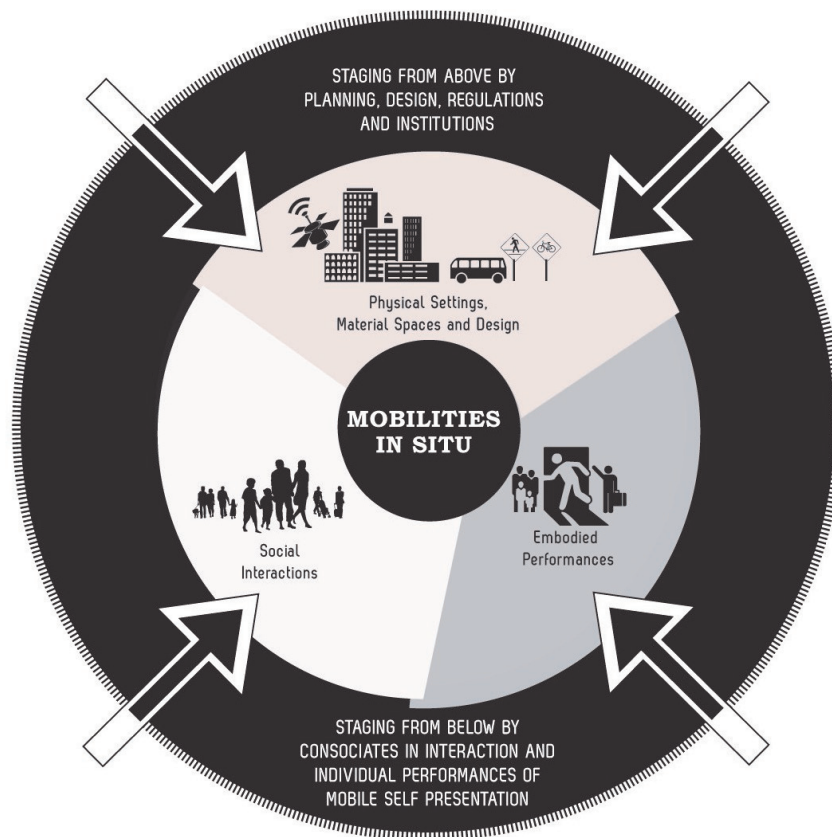 STAGING FROM ABOVE BY
PLANNING, DESIGN, REGULATIONS
AND INSTITUTIONS
Physical Settings,
Material Spaces and Design
MOBILITIES
IN SITU
Social
Interactions
Embodied
Performances
STAGING FROM BELOW BY
CONSOCIATES IN INTERACTION AND
INDIVIDUAL PERFORMANCES OF
MOBILE SELF PRESENTATION